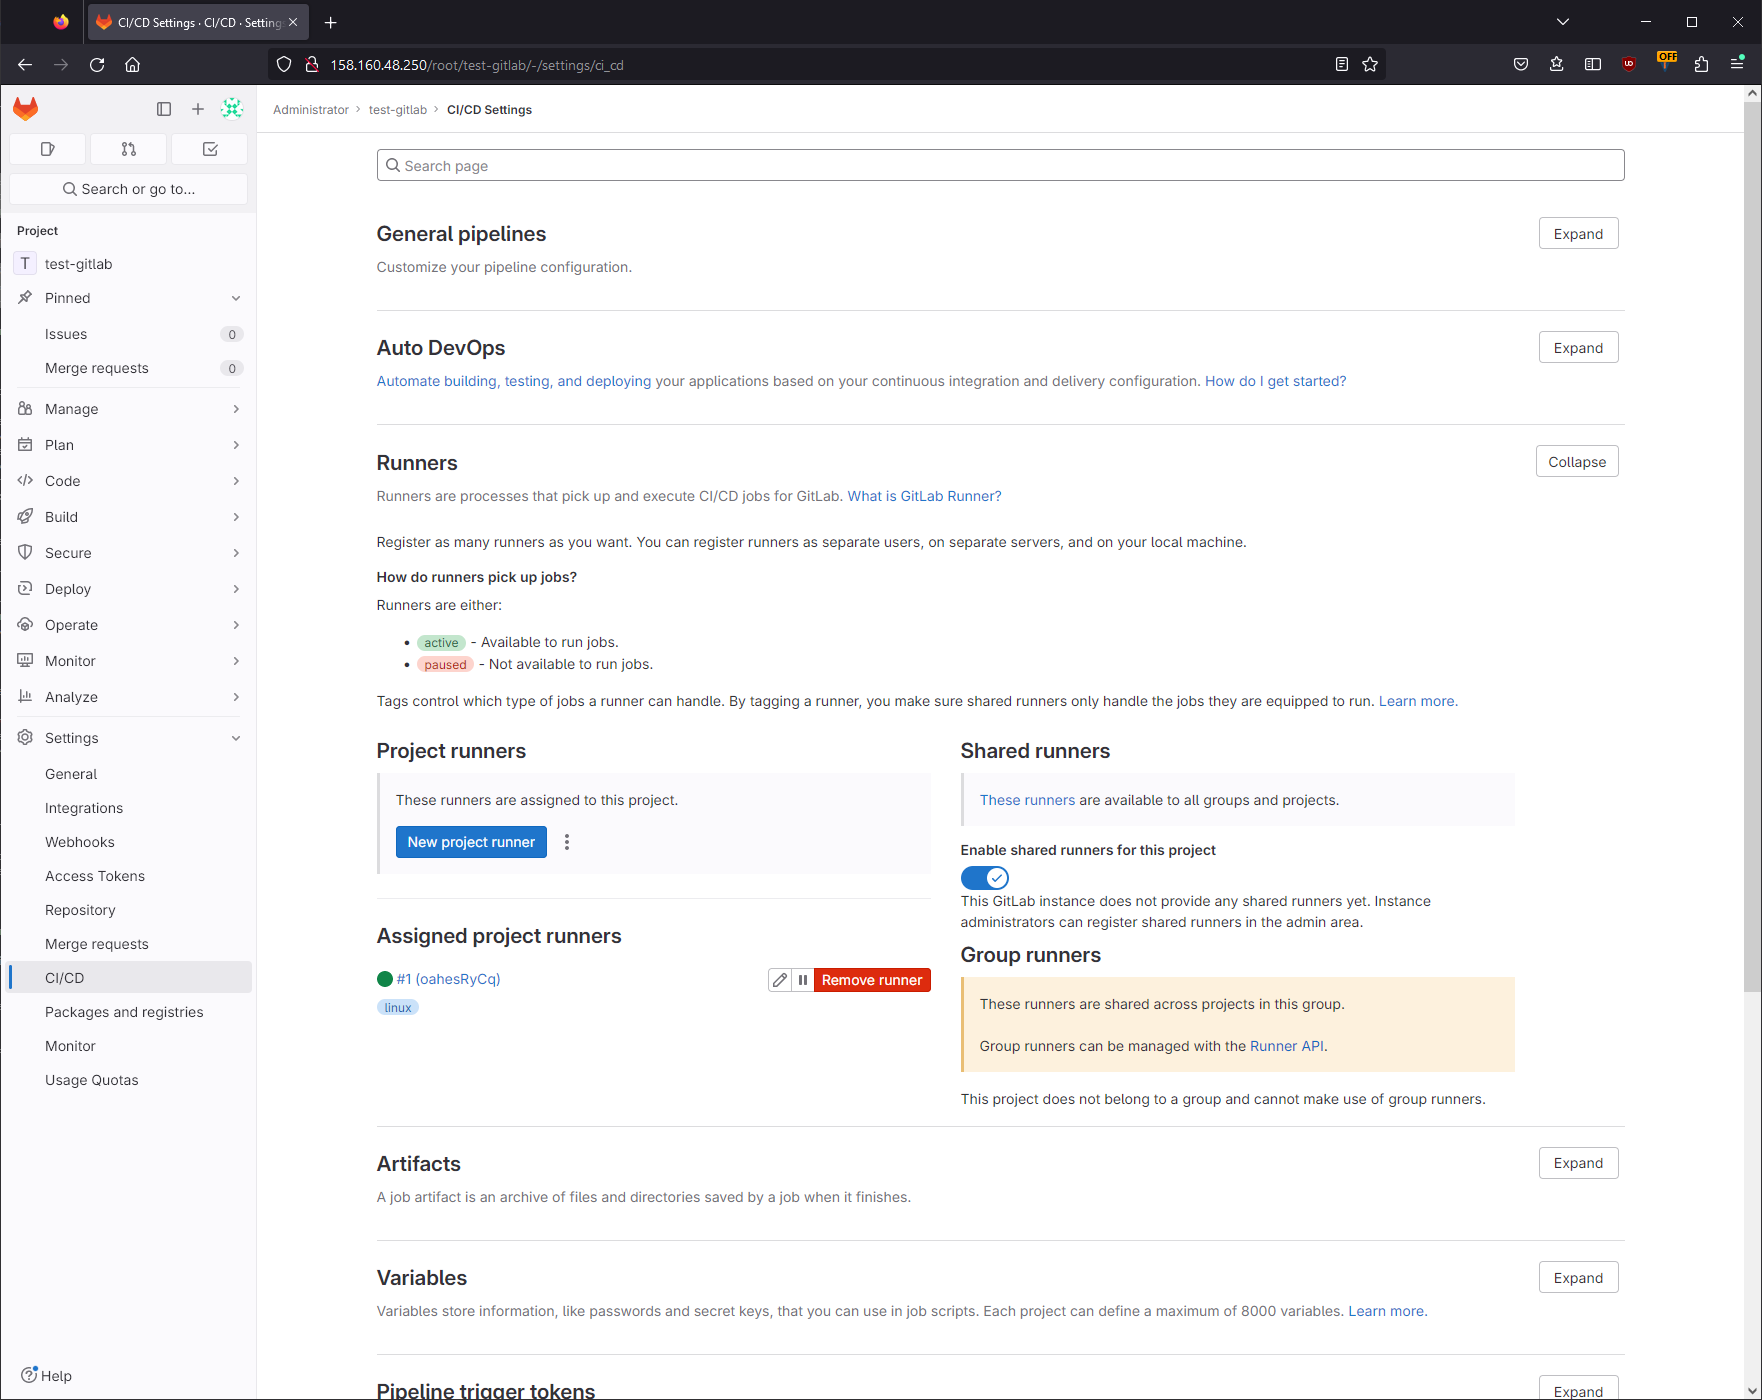 CI/CD Settings · CI/CD · Setting
158.160.48.250/root/test-gitlab/-/settings/ci_cd
OFF
Administrator › test-gitlab › CI/CD Settings
Search or go to...
Project
T test-gitlab
Pinned
Issues 0
Merge requests 0
Manage
Plan
Code
Build
Secure
Deploy
Operate
Monitor
Analyze
Settings
General
Integrations
Webhooks
Access Tokens
Repository
Merge requests
CI/CD
Packages and registries
Monitor
Usage Quotas
Help
Search page
General pipelines
Expand
Customize your pipeline configuration.
Auto DevOps
Expand
Automate building, testing, and deploying your applications based on your continuous integration and delivery configuration. How do I get started?
Runners
Collapse
Runners are processes that pick up and execute CI/CD jobs for GitLab. What is GitLab Runner?
Register as many runners as you want. You can register runners as separate users, on separate servers, and on your local machine.
How do runners pick up jobs?
Runners are either:
• active - Available to run jobs.
• paused - Not available to run jobs.
Tags control which type of jobs a runner can handle. By tagging a runner, you make sure shared runners only handle the jobs they are equipped to run. Learn more.
Project runners
These runners are assigned to this project.
New project runner
Assigned project runners
#1 (oahesRyCq)
Remove runner
linux
Shared runners
These runners are available to all groups and projects.
Enable shared runners for this project
This GitLab instance does not provide any shared runners yet. Instance
administrators can register shared runners in the admin area.
Group runners
These runners are shared across projects in this group.
Group runners can be managed with the Runner API.
This project does not belong to a group and cannot make use of group runners.
Artifacts
Expand
A job artifact is an archive of files and directories saved by a job when it finishes.
Variables
Expand
Variables store information, like passwords and secret keys, that you can use in job scripts. Each project can define a maximum of 8000 variables. Learn more.
Pipeline trigger tokens
Expand